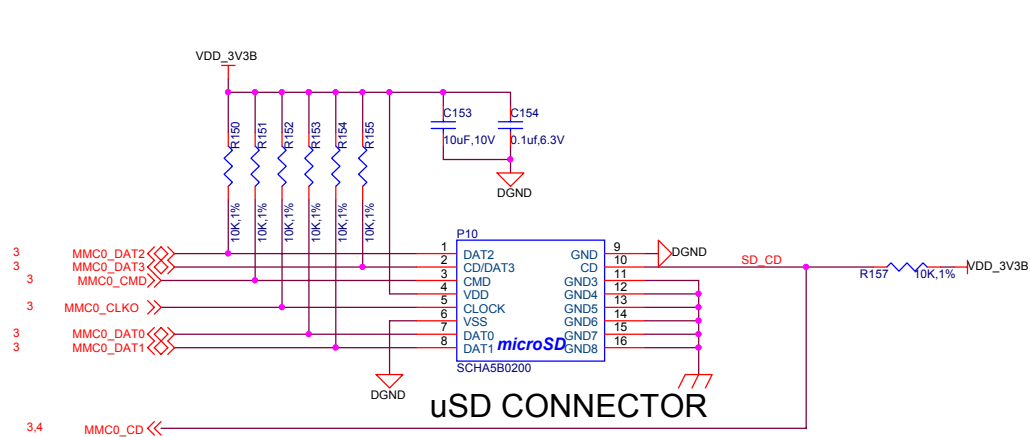 VDD_3V3B
R150
R151
R152
R153
R154
R155
10K,1%
10K,1%
10K,1%
10K,1%
10K,1%
10K,1%
C153
10uF,10V
C154
0.1uf,6.3V
DGND
P10
3 MMC0_DAT2 1 DAT2 GND 9 DGND
3 MMC0_DAT3 2 CD/DAT3 CD 10 SD_CD R157 10K,1% VDD_3V3B
3 MMC0_CMD 3 CMD GND3 11
4 VDD GND4 12
3 MMC0_CLKO 5 CLOCK GND5 13
6 VSS GND6 14
3 MMC0_DAT0 7 DAT0 GND7 15
3 MMC0_DAT1 8 DAT1 microSD GND8 16
SCHA5B0200
DGND
uSD CONNECTOR
3,4 MMC0_CD